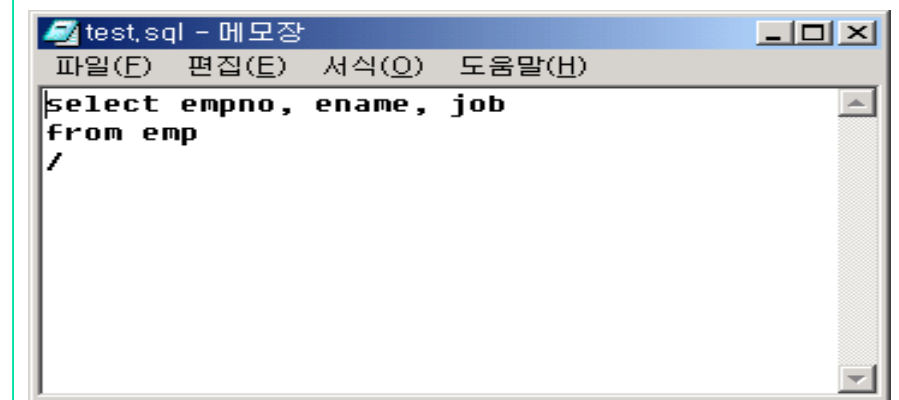 test.sql - 메모장
파일(F) 편집(E) 서식(O) 도움말(H)
select empno, ename, job
from emp
/